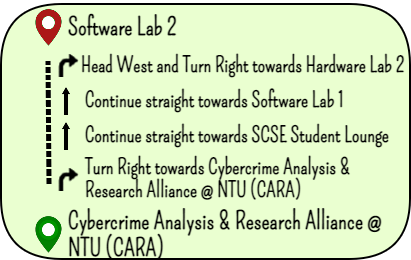 Software Lab 2
Head West and Turn Right towards Hardware Lab 2
Continue straight towards Software Lab 1
Continue straight towards SCSE Student Lounge
Turn Right towards Cybercrime Analysis &
Research Alliance @ NTU (CARA)
Cybercrime Analysis & Research Alliance @
NTU (CARA)